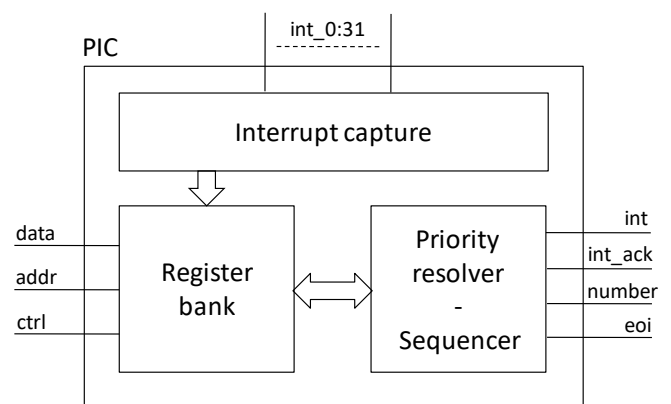 int_0:31
PIC
Interrupt capture
data
addr
ctrl
Register
bank
Priority
resolver
-
Sequencer
int
int_ack
number
eoi